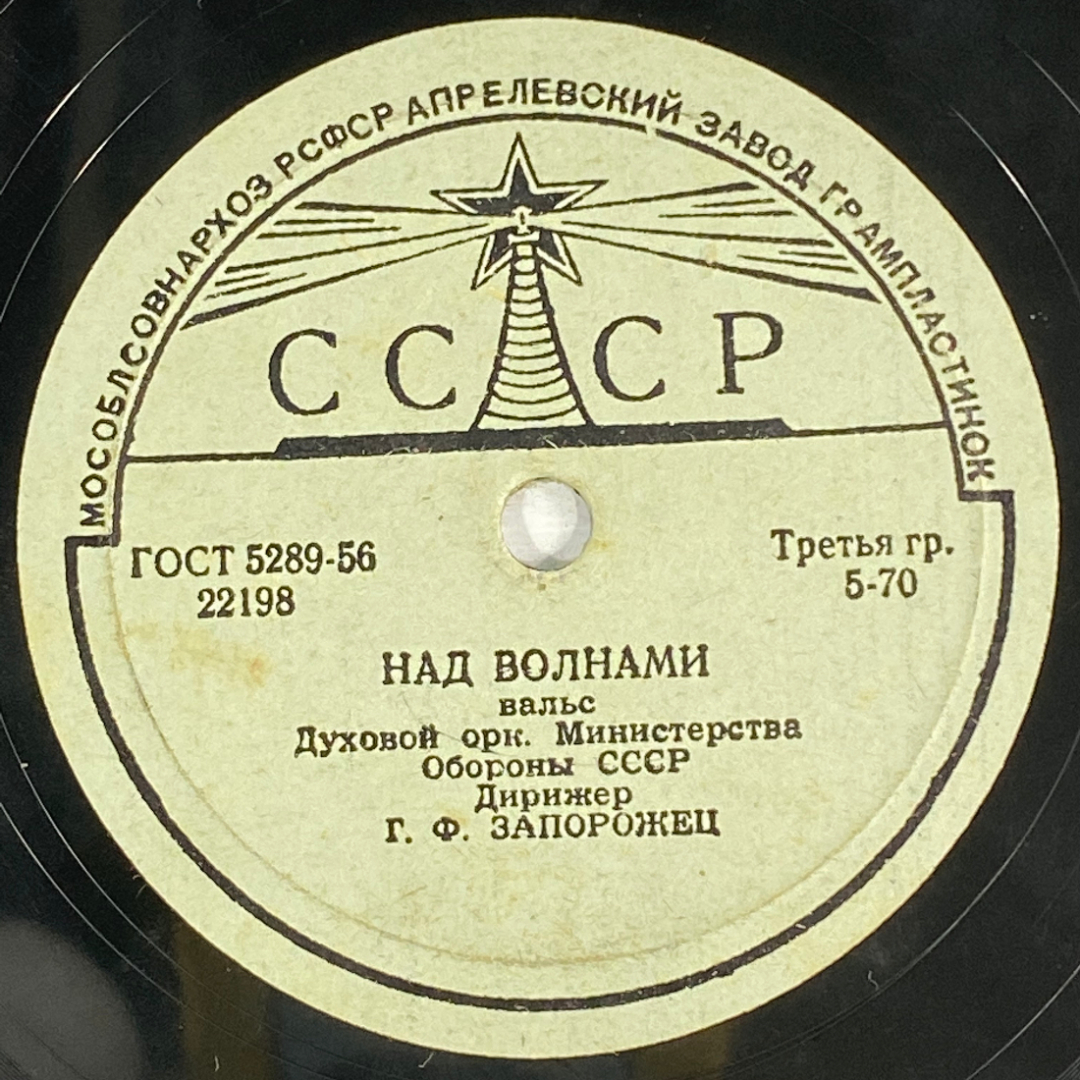 МОСОБЛСОВНАРХОЗ РСФСР АПРЕЛЕВСКИЙ ЗАВОД ГРАМПЛАСТИНОК
СССР
ГОСТ 5289-56
22198
Третья гр.
5-70
НАД ВОЛНАМИ
вальс
Духовой орк. Министерства
Обороны СССР
Дирижер
Г. Ф. ЗАПОРОЖЕЦ